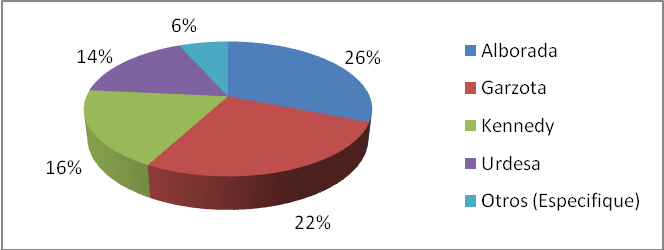 6%
26%
14%
16%
22%
Alborada
Garzota
Kennedy
Urdesa
Otros (Especifique)